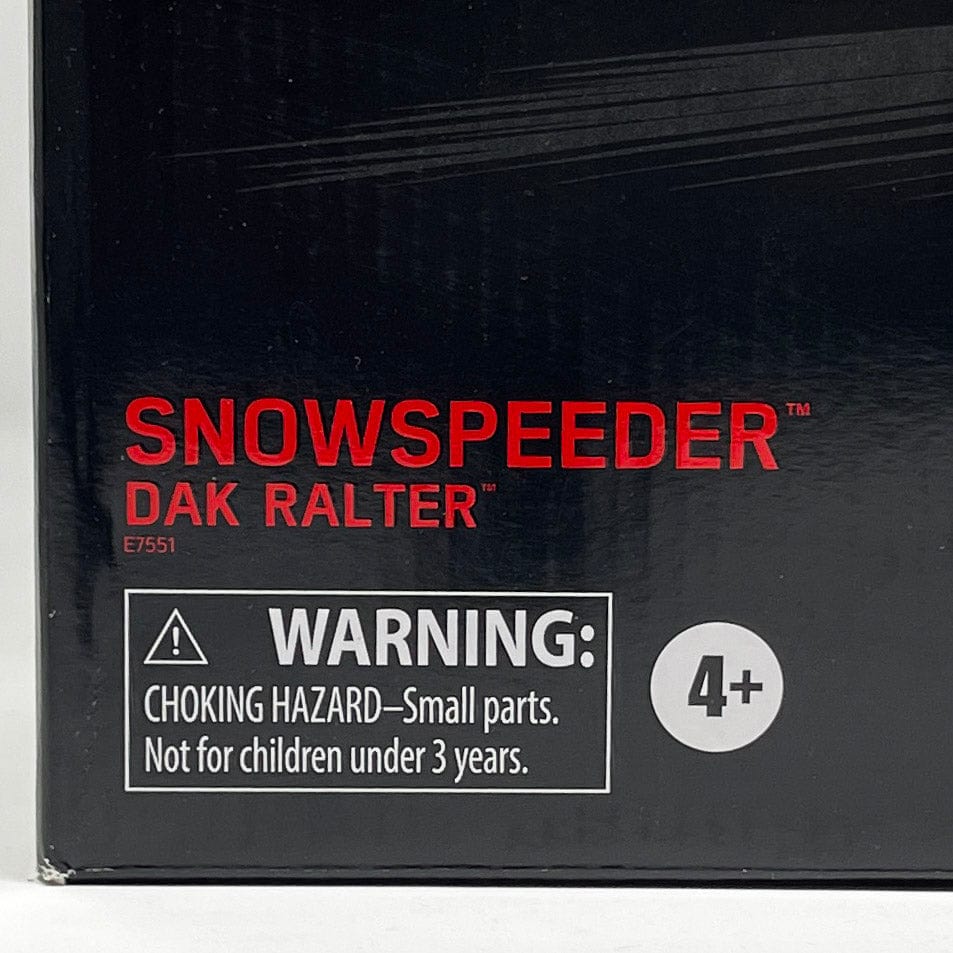 SNOWSPEEDER™
DAK RALTER™
E7551
WARNING:
CHOKING HAZARD–Small parts.
Not for children under 3 years.
4+